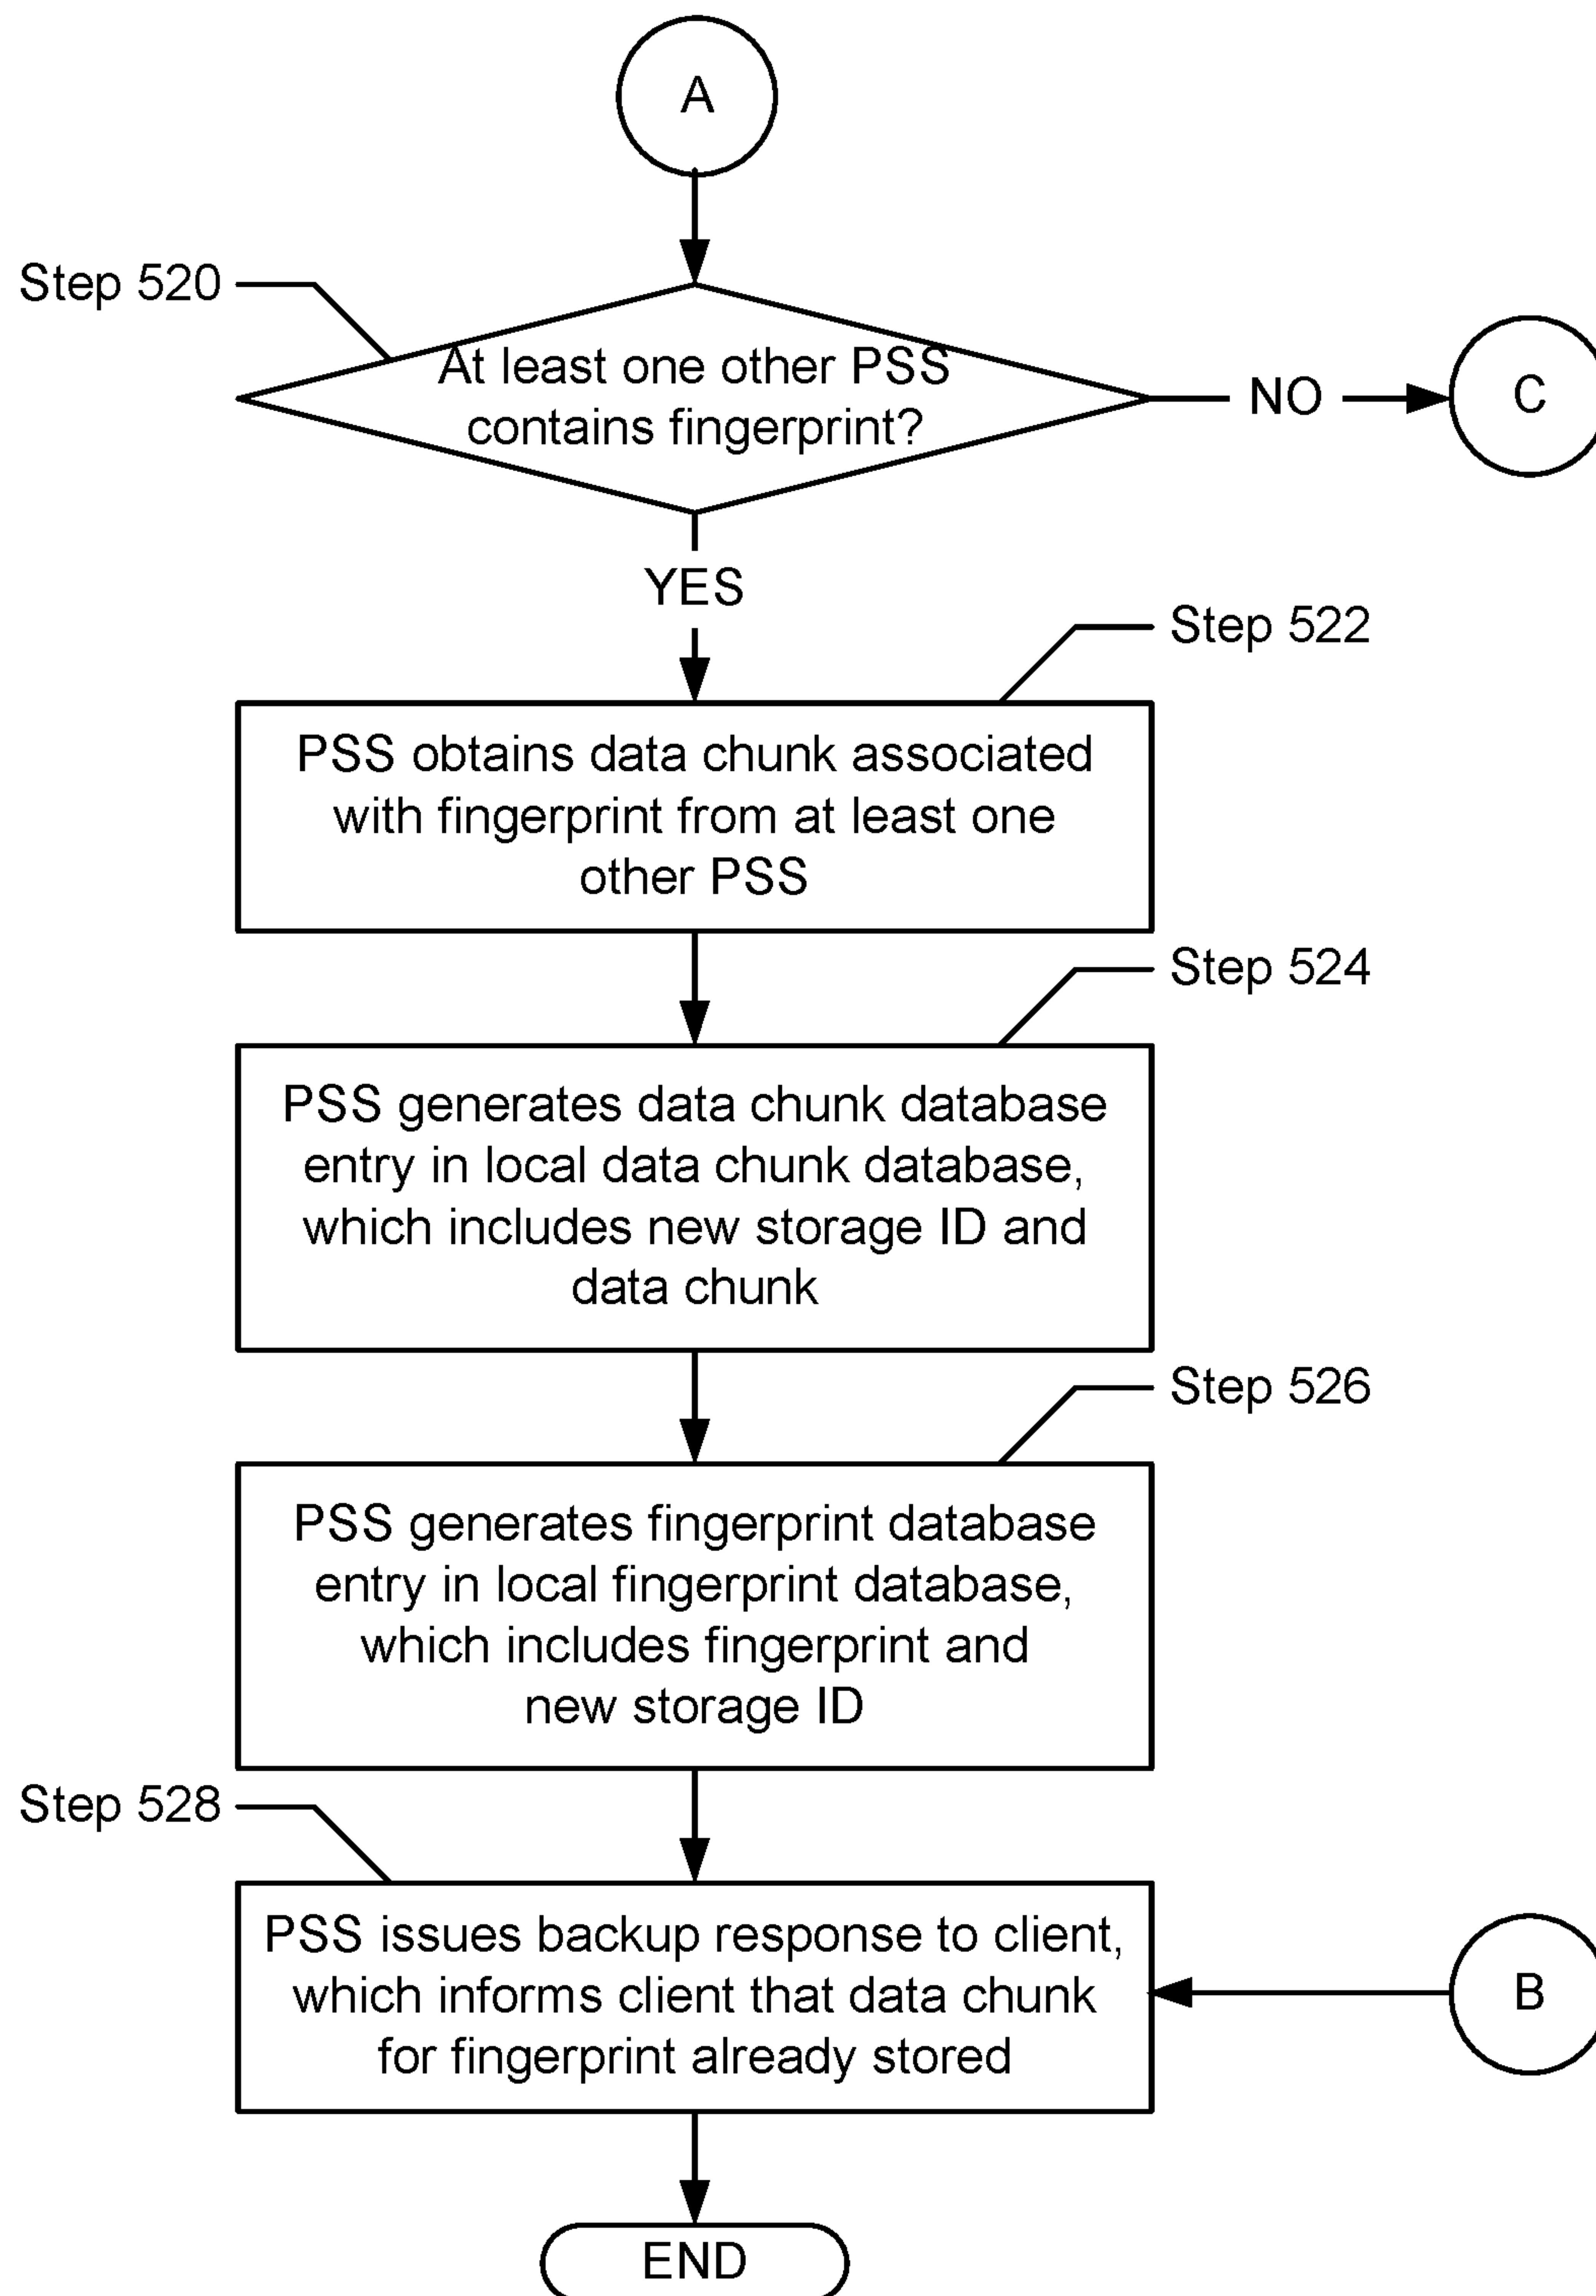 A
Step 520
At least one other PSS
contains fingerprint?
NO
C
YES
Step 522
PSS obtains data chunk associated
with fingerprint from at least one
other PSS
Step 524
PSS generates data chunk database
entry in local data chunk database,
which includes new storage ID and
data chunk
Step 526
PSS generates fingerprint database
entry in local fingerprint database,
which includes fingerprint and
new storage ID
Step 528
PSS issues backup response to client,
which informs client that data chunk
for fingerprint already stored
B
END